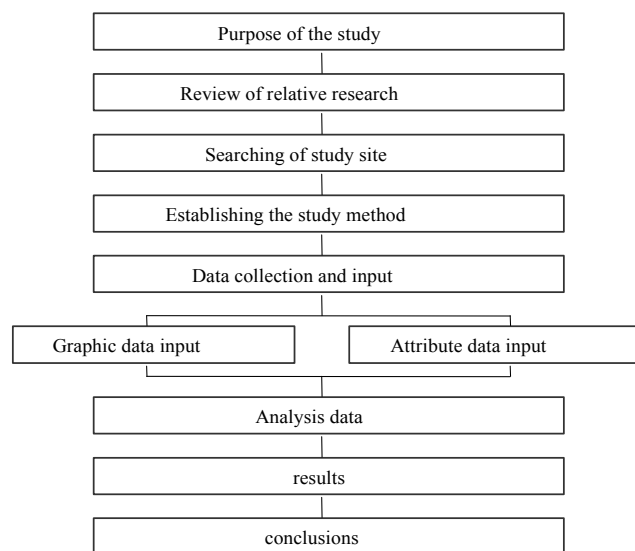 Purpose of the study
Review of relative research
Searching of study site
Establishing the study method
Data collection and input
Graphic data input
Attribute data input
Analysis data
results
conclusions